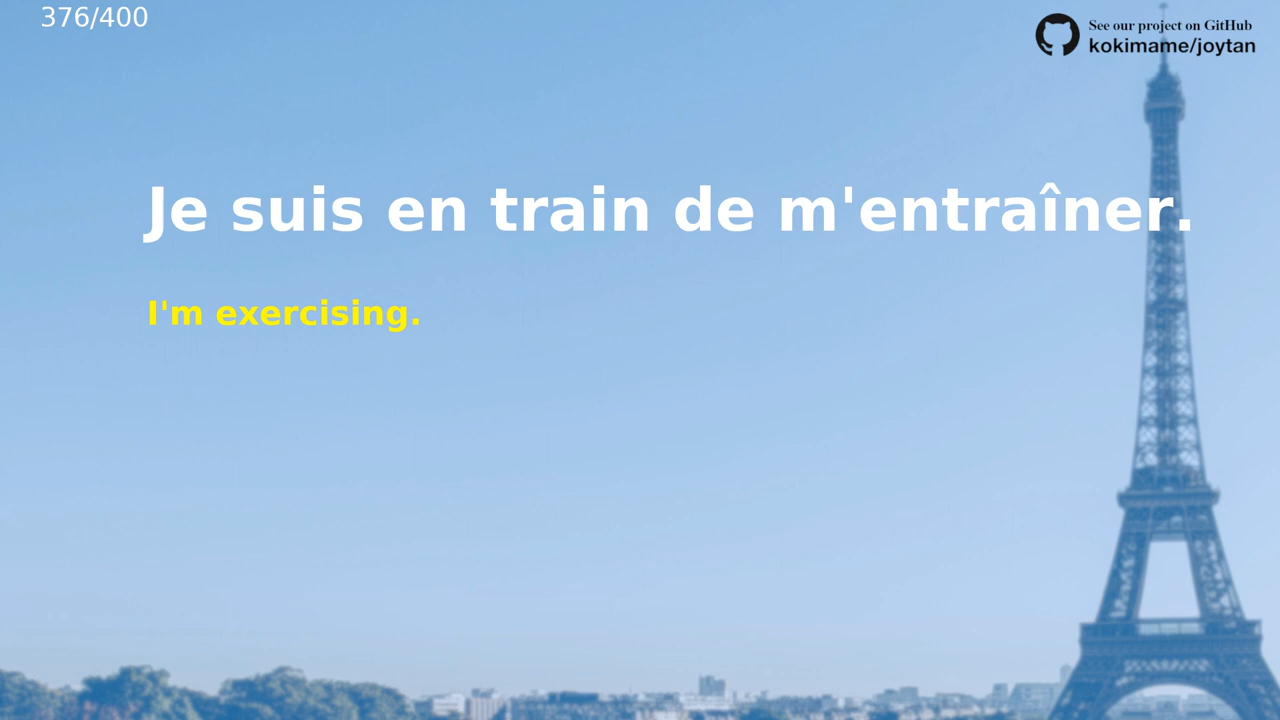 376/400
See our project on GitHub
kokimame/joytan
Je suis en train de m'entraîner.
I'm exercising.